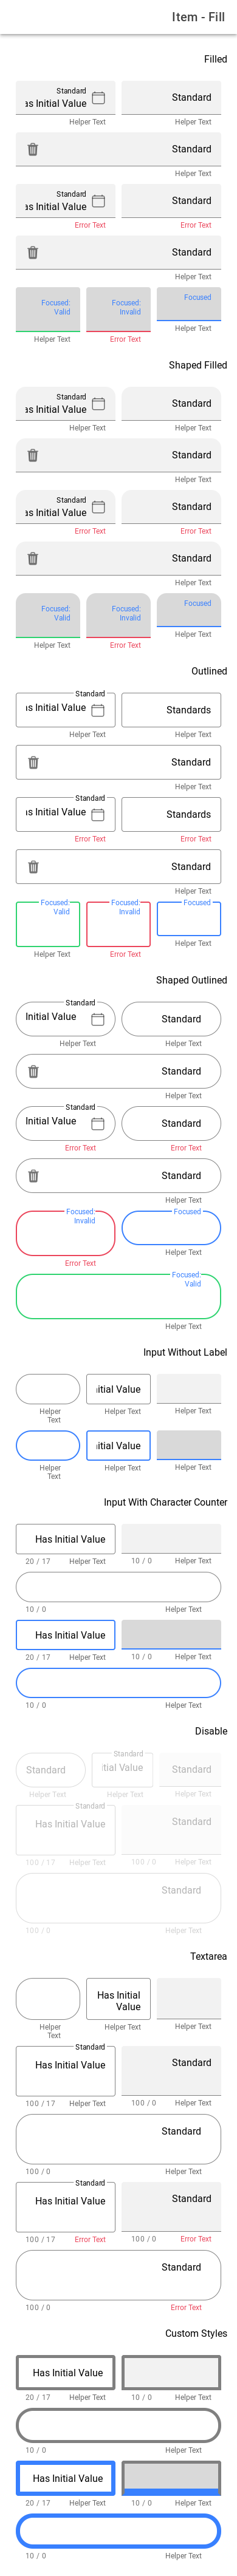 Item - Fill
Filled
Standard
Initial Value
Standard
Helper Text
Helper Text
Standard
Helper Text
Standard
Initial Value
Standard
Error Text
Error Text
Standard
Helper Text
Focused:
Valid
Focused:
Invalid
Focused
Helper Text
Error Text
Helper Text
Shaped Filled
Standard
Initial Value
Standard
Helper Text
Helper Text
Standard
Helper Text
Standard
Initial Value
Standard
Error Text
Error Text
Standard
Helper Text
Focused:
Valid
Focused:
Invalid
Focused
Helper Text
Error Text
Helper Text
Outlined
Standard
Initial Value
Standards
Helper Text
Helper Text
Standard
Helper Text
Standard
Initial Value
Standards
Error Text
Error Text
Standard
Helper Text
Focused:
Valid
Focused:
Invalid
Focused
Helper Text
Error Text
Helper Text
Shaped Outlined
Standard
Initial Value
Standard
Helper Text
Helper Text
Standard
Helper Text
Standard
Initial Value
Standard
Error Text
Error Text
Standard
Helper Text
Focused:
Invalid
Focused
Error Text
Helper Text
Focused:
Valid
Helper Text
Input Without Label
Value
Helper
Text
Helper Text
Helper Text
Value
Helper
Text
Helper Text
Helper Text
Input With Character Counter
Has Initial Value
20 / 17 Helper Text
10 / 0 Helper Text
10 / 0 Helper Text
Has Initial Value
20 / 17 Helper Text
10 / 0 Helper Text
10 / 0 Helper Text
Disable
Standard
Standard
Value
Standard
Helper Text
Helper Text
Helper Text
Standard
Has Initial Value
Standard
100 / 17 Helper Text
100 / 0 Helper Text
Standard
100 / 0 Helper Text
Textarea
Has Initial
Value
Helper
Text
Helper Text
Helper Text
Standard
Has Initial Value
Standard
100 / 17 Helper Text
100 / 0 Helper Text
Standard
100 / 0 Helper Text
Standard
Has Initial Value
Standard
100 / 17 Error Text
100 / 0 Error Text
Standard
100 / 0 Error Text
Custom Styles
Has Initial Value
20 / 17 Helper Text
10 / 0 Helper Text
10 / 0 Helper Text
Has Initial Value
20 / 17 Helper Text
10 / 0 Helper Text
10 / 0 Helper Text